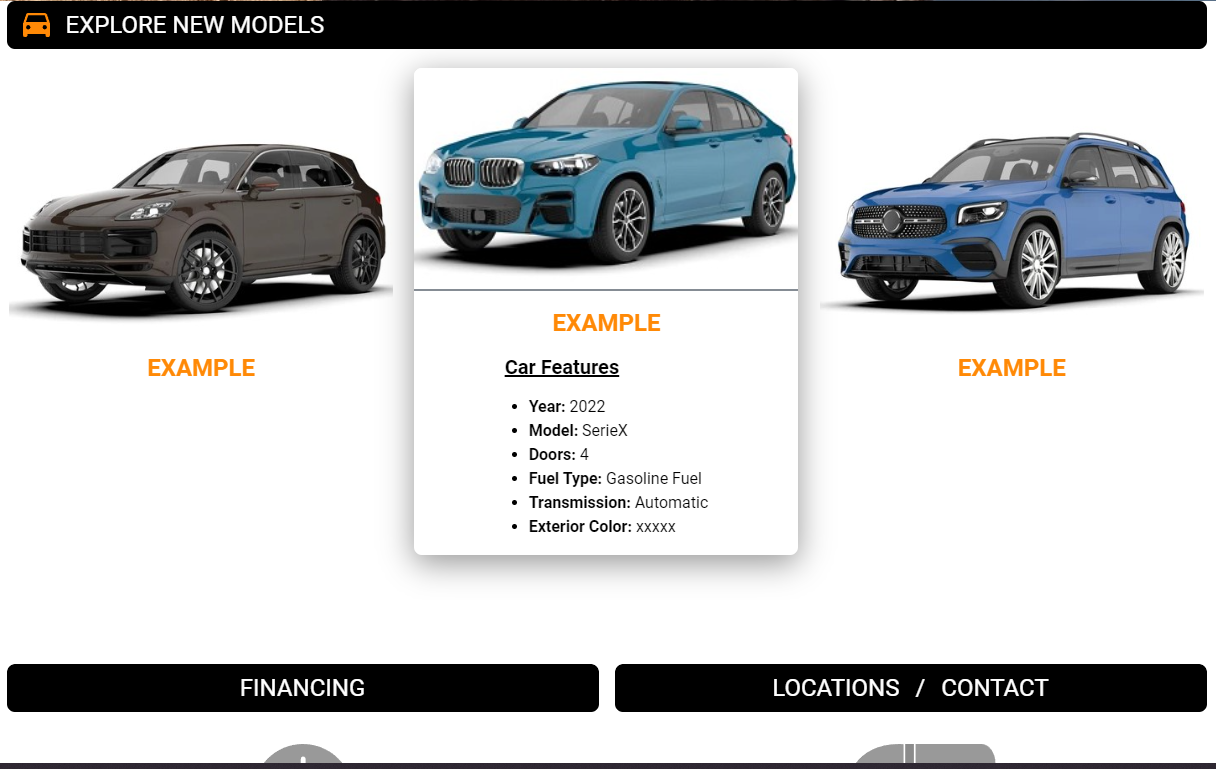 EXPLORE NEW MODELS
EXAMPLE
Car Features
Year: 2022
Model: SerieX
Doors: 4
Fuel Type: Gasoline Fuel
Transmission: Automatic
Exterior Color: xxxxx
EXAMPLE
EXAMPLE
FINANCING
LOCATIONS / CONTACT